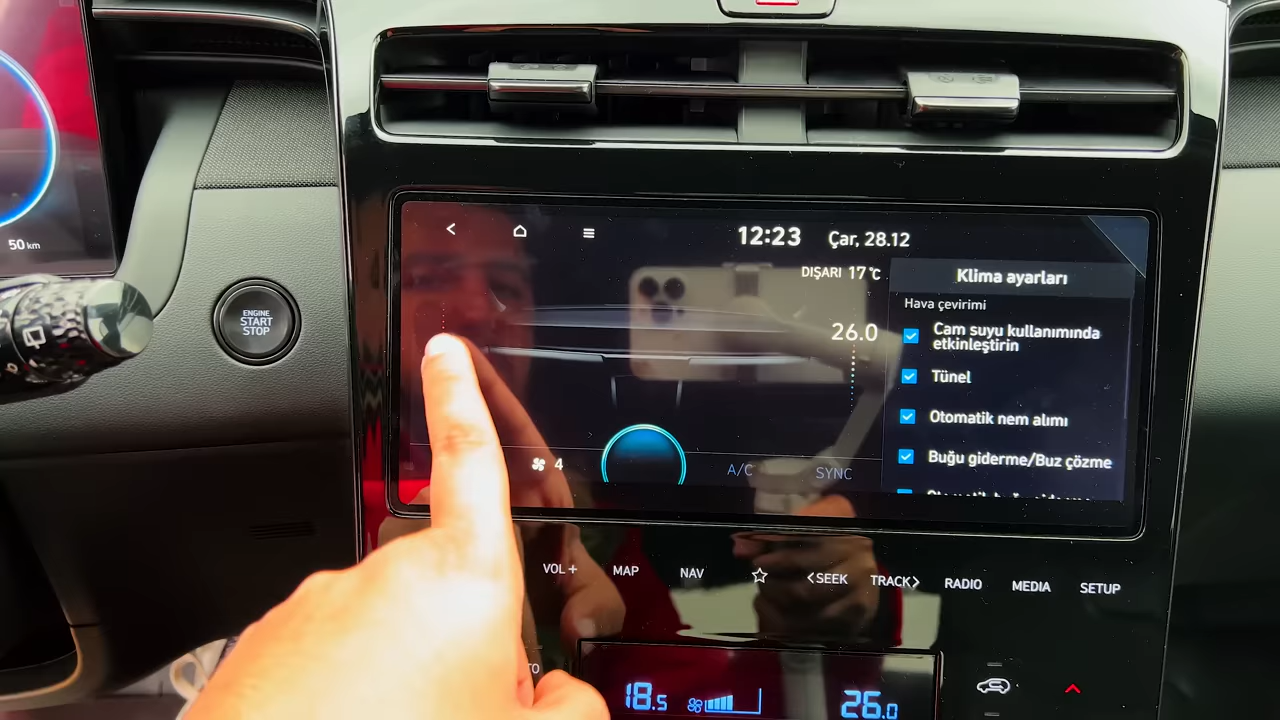 12:23 Çar, 28.12
DIŞARI 17°C
Klima ayarları
Hava çevirimi
26.0
Cam suyu kullanımında
etkinleştirin
Tünel
Otomatik nem alımı
Buğu giderme/Buz çözme
4
A/C
SYNC
50 km
ENGINE
START
STOP
VOL+ MAP NAV <SEEK TRACK> RADIO MEDIA SETUP
18.5
26.0